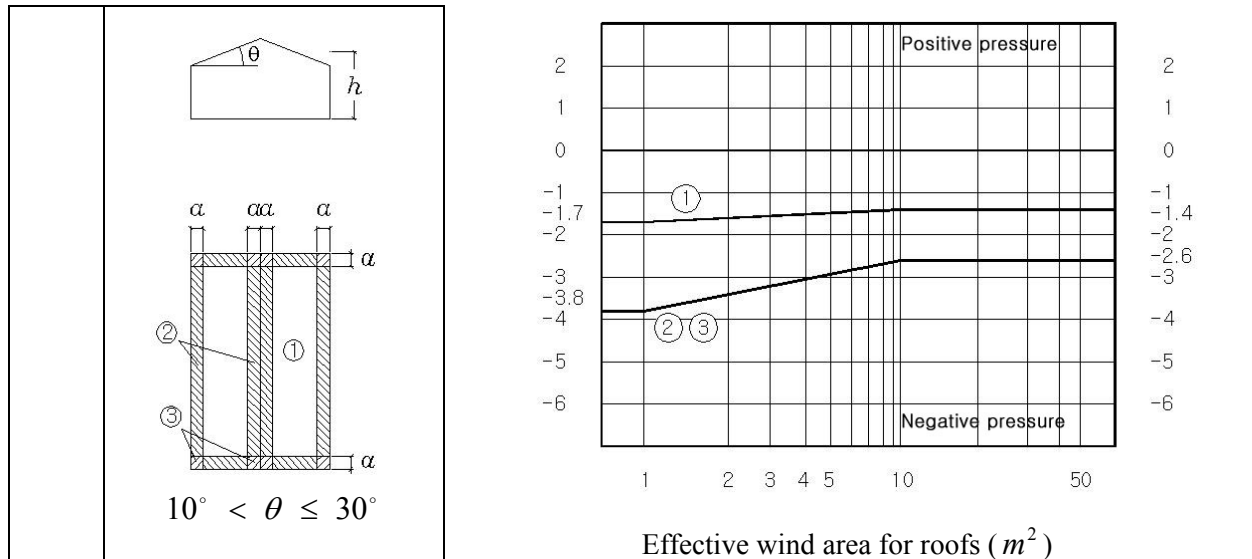 θ
h
a aa a
a
②
①
③
a
10° < θ ≤ 30°
Positive pressure
2 2
1 1
0 0
-1 -1
①
-1.7 -1.4
-2 -2
-2.6
-3 -3
-3.8
-4 ② ③ -4
-5 -5
-6 -6
Negative pressure
1 2 3 4 5 10 50
Effective wind area for roofs ( m² )